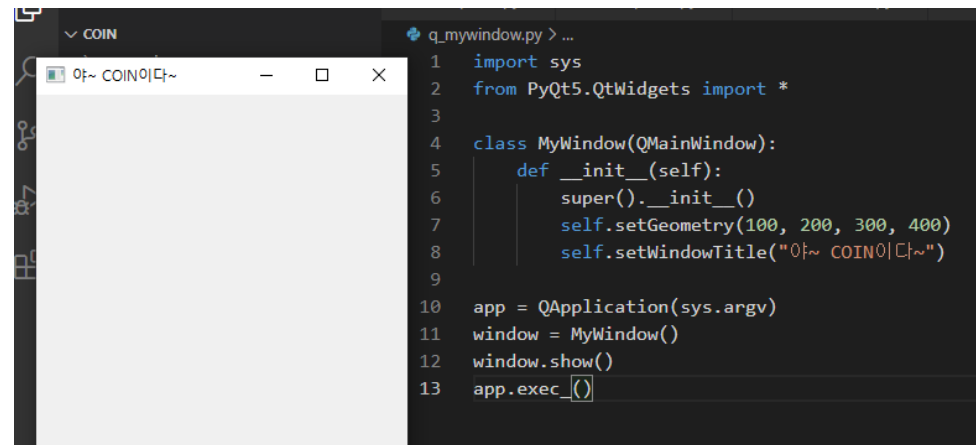 COIN
야~ COIN이다~
q_mywindow.py > ...
1 import sys
2 from PyQt5.QtWidgets import *
3
4 class MyWindow(QMainWindow):
5 def __init__(self):
6 super().__init__()
7 self.setGeometry(100, 200, 300, 400)
8 self.setWindowTitle("야~ COIN이다~")
9
10 app = QApplication(sys.argv)
11 window = MyWindow()
12 window.show()
13 app.exec_()